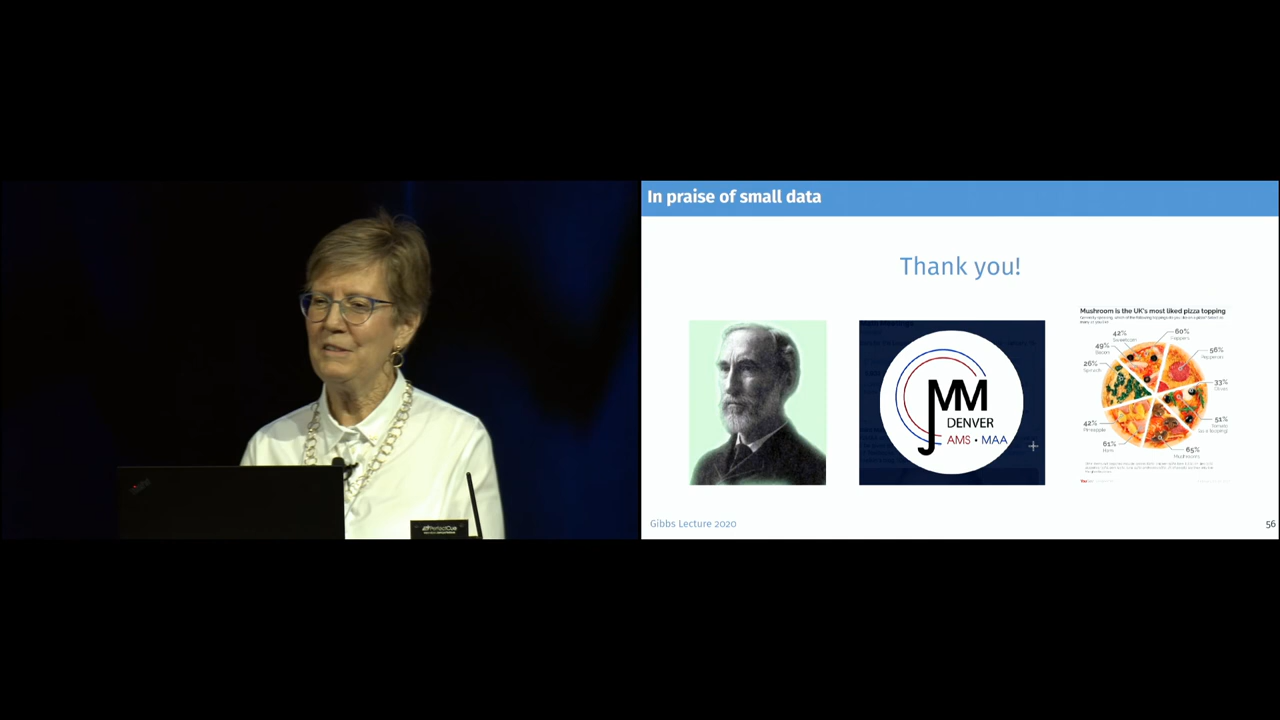 In praise of small data
Thank you!
Mushroom is the UK's most liked pizza topping
42%
Sweetcorn
60%
Peppers
49%
Bacon
56%
Pepperoni
26%
Spinach
33%
Olives
42%
Pineapple
51%
61%
Ham
65%
Mushrooms
JMM
DENVER
AMS • MAA
PerfectCue
Gibbs Lecture 2020
56